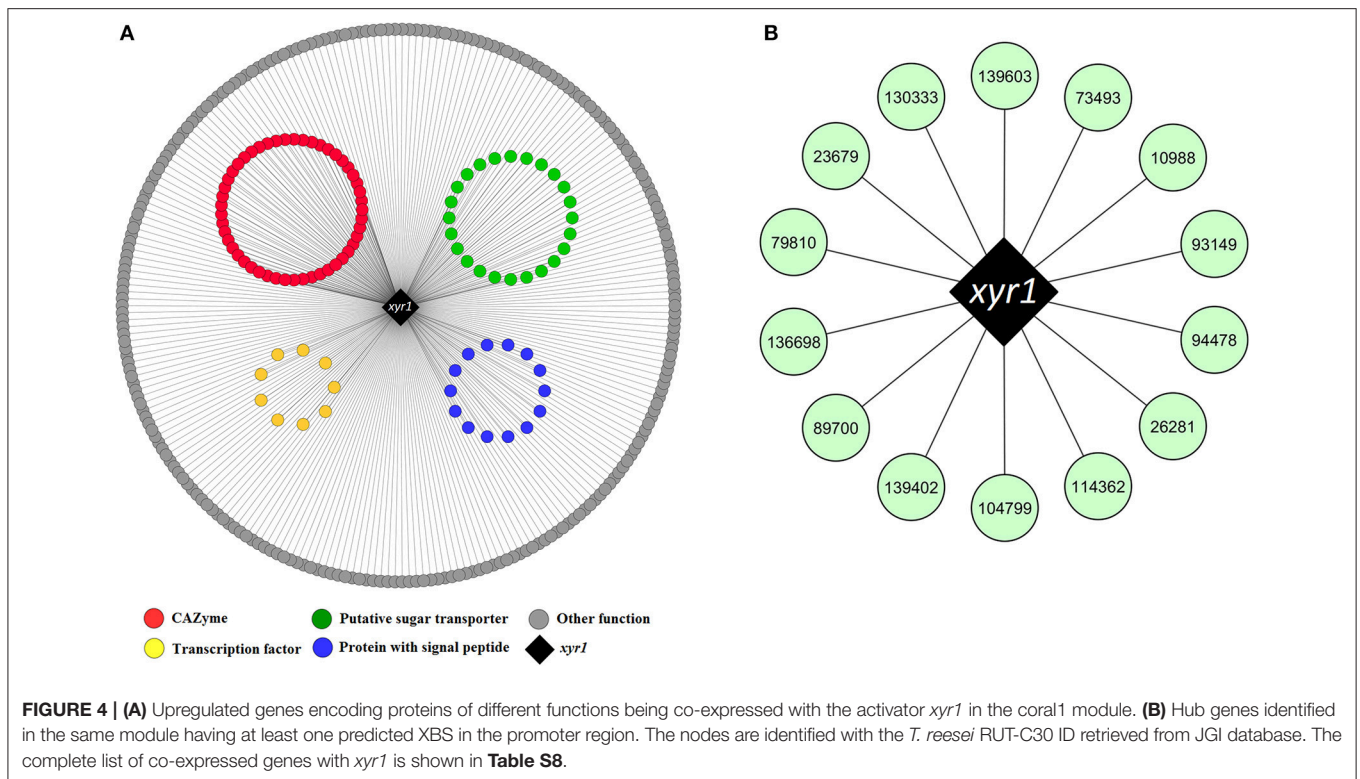 A
B
139603
130333
73493
23679
10988
79810
93149
xyr1
xyr1
136698
94478
89700
26281
139402
114362
104799
CAZyme
Putative sugar transporter
Other function
Transcription factor
Protein with signal peptide
xyr1
FIGURE 4 | (A) Upregulated genes encoding proteins of different functions being co-expressed with the activator xyr1 in the coral1 module. (B) Hub genes identified
in the same module having at least one predicted XBS in the promoter region. The nodes are identified with the T. reesei RUT-C30 ID retrieved from JGI database. The
complete list of co-expressed genes with xyr1 is shown in Table S8.